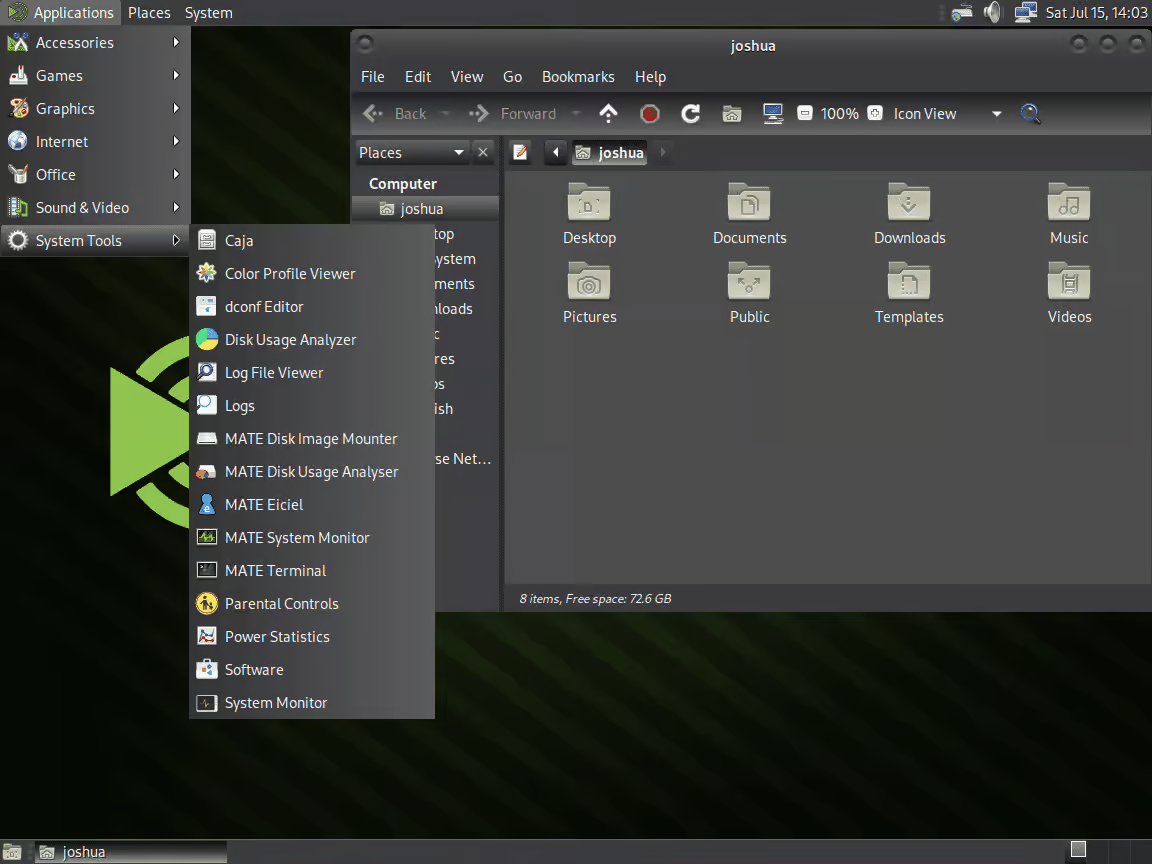 Applications Places System Sat Jul 15, 14:03
Accessories
Games
Graphics
Internet
Office
Sound & Video
System Tools
Caja
Color Profile Viewer
dconf Editor
Disk Usage Analyzer
Log File Viewer
Logs
MATE Disk Image Mounter
MATE Disk Usage Analyser
MATE Eiciel
MATE System Monitor
MATE Terminal
Parental Controls
Power Statistics
Software
System Monitor
joshua
File Edit View Go Bookmarks Help
Back Forward 100% Icon View
Places
joshua
Computer
joshua
top
ystem
ments
nloads
c
res
os
ish
se Net...
Desktop Documents Downloads Music
Pictures Public Templates Videos
8 items, Free space: 72.6 GB
joshua